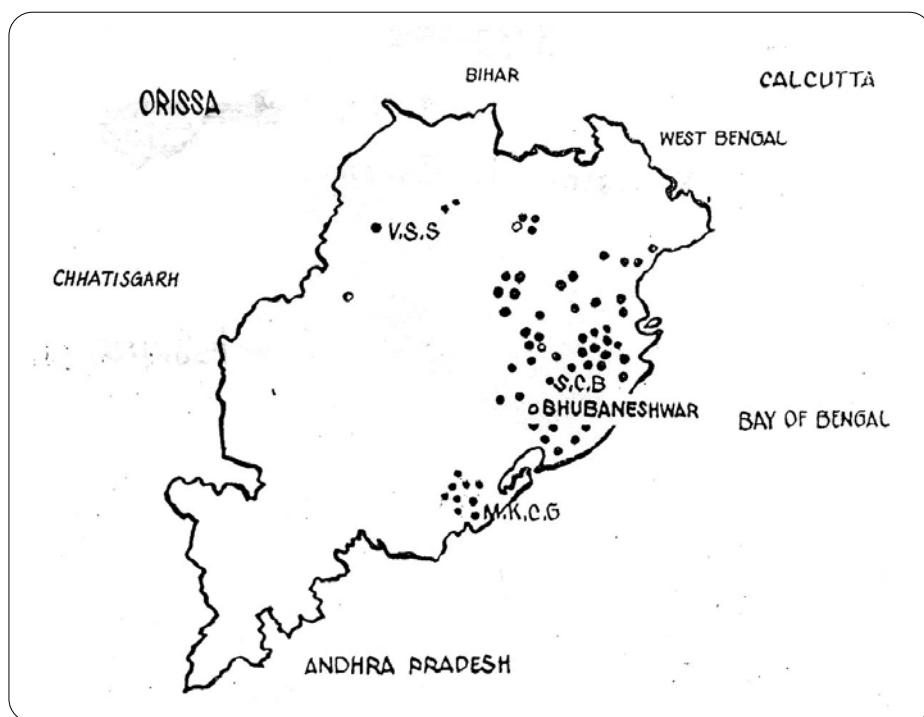 BIHAR
CALCUTTA
ORISSA
WEST BENGAL
V.S.S
CHHATISGARH
S.C.B
BHUBANESHWAR
BAY OF BENGAL
M.K.C.G
ANDHRA PRADESH